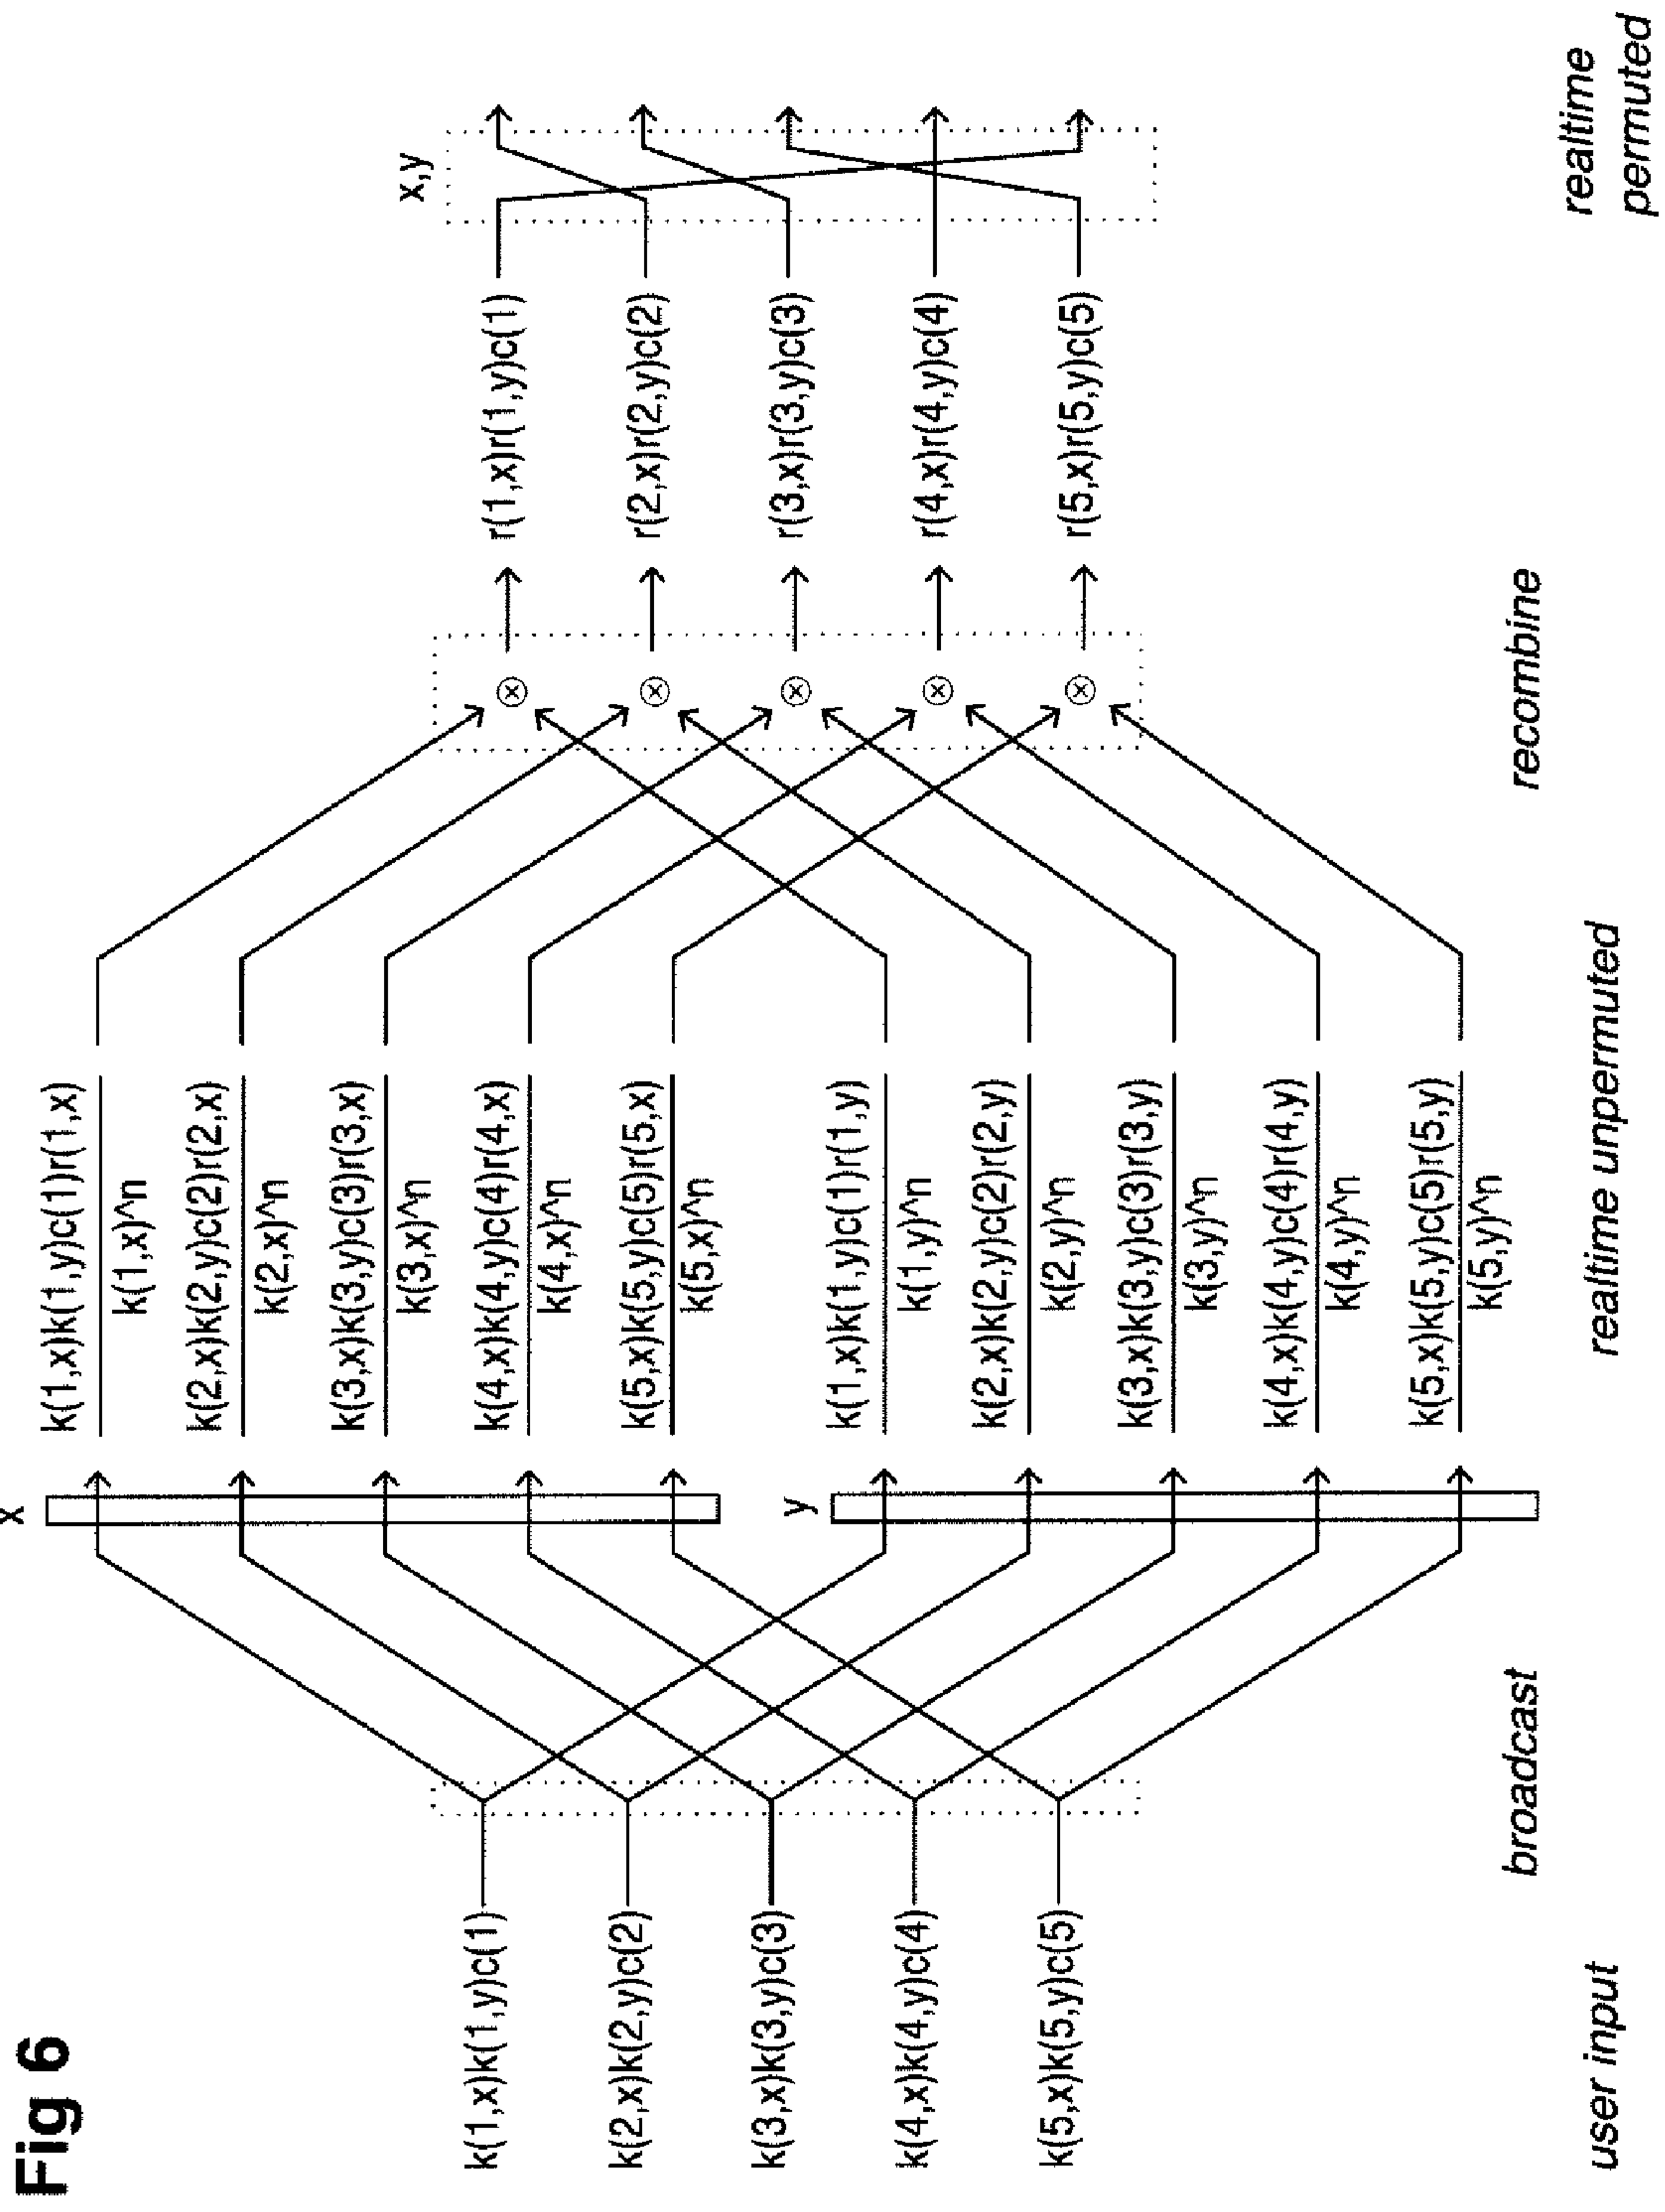 Fig 6
k(1,x)k(1,y)c(1)
k(2,x)k(2,y)c(2)
k(3,x)k(3,y)c(3)
k(4,x)k(4,y)c(4)
k(5,x)k(5,y)c(5)
user input
broadcast
x
y
k(1,x)k(1,y)c(1)r(1,x)
k(1,x)^n
k(2,x)k(2,y)c(2)r(2,x)
k(2,x)^n
k(3,x)k(3,y)c(3)r(3,x)
k(3,x)^n
k(4,x)k(4,y)c(4)r(4,x)
k(4,x)^n
k(5,x)k(5,y)c(5)r(5,x)
k(5,x)^n
k(1,x)k(1,y)c(1)r(1,y)
k(1,y)^n
k(2,x)k(2,y)c(2)r(2,y)
k(2,y)^n
k(3,x)k(3,y)c(3)r(3,y)
k(3,y)^n
k(4,x)k(4,y)c(4)r(4,y)
k(4,y)^n
k(5,x)k(5,y)c(5)r(5,y)
k(5,y)^n
realtime unpermuted
recombine
r(1,x)r(1,y)c(1)
r(2,x)r(2,y)c(2)
r(3,x)r(3,y)c(3)
r(4,x)r(4,y)c(4)
r(5,x)r(5,y)c(5)
x,y
realtime
permuted